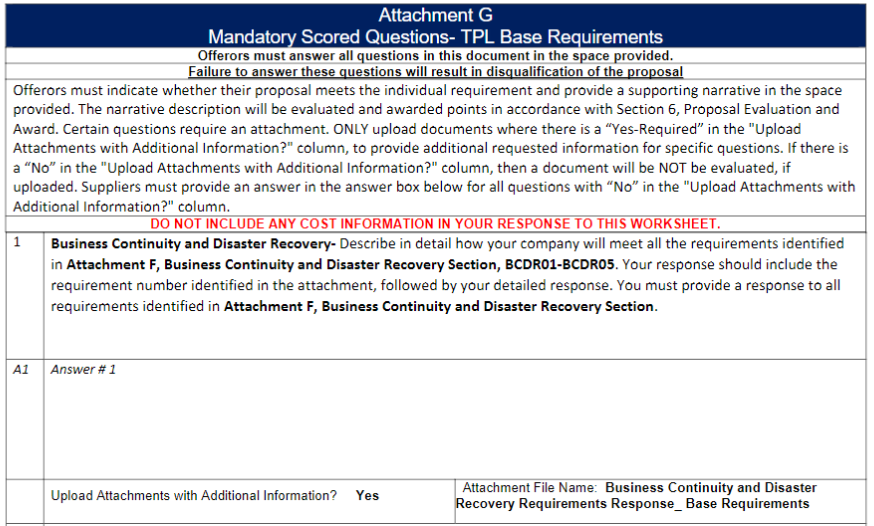 Attachment G
Mandatory Scored Questions- TPL Base Requirements
Offerors must answer all questions in this document in the space provided.
Failure to answer these questions will result in disqualification of the proposal
Offerors must indicate whether their proposal meets the individual requirement and provide a supporting narrative in the space
provided. The narrative description will be evaluated and awarded points in accordance with Section 6, Proposal Evaluation and
Award. Certain questions require an attachment. ONLY upload documents where there is a “Yes-Required” in the "Upload
Attachments with Additional Information?" column, to provide additional requested information for specific questions. If there is
a “No” in the "Upload Attachments with Additional Information?" column, then a document will be NOT be evaluated, if
uploaded. Suppliers must provide an answer in the answer box below for all questions with “No” in the "Upload Attachments with
Additional Information?" column.
DO NOT INCLUDE ANY COST INFORMATION IN YOUR RESPONSE TO THIS WORKSHEET.
1 Business Continuity and Disaster Recovery- Describe in detail how your company will meet all the requirements identified
in Attachment F, Business Continuity and Disaster Recovery Section, BCDR01-BCDR05. Your response should include the
requirement number identified in the attachment, followed by your detailed response. You must provide a response to all
requirements identified in Attachment F, Business Continuity and Disaster Recovery Section.
A1 Answer # 1
Upload Attachments with Additional Information? Yes
Attachment File Name: Business Continuity and Disaster
Recovery Requirements Response_ Base Requirements